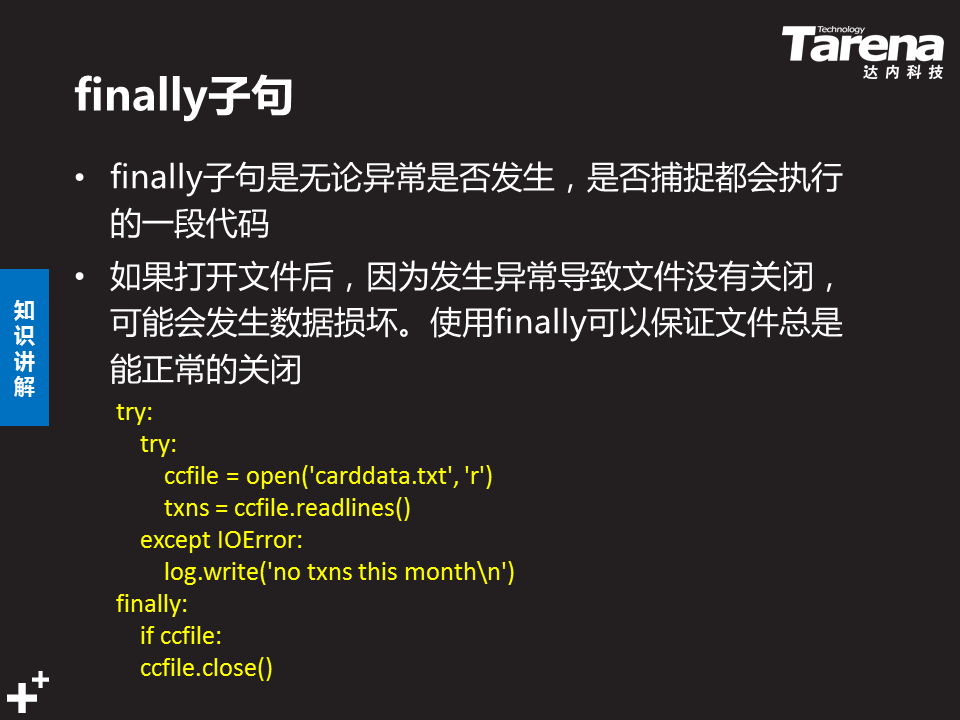 Technology
Tarena
达内科技
finally子句
• finally子句是无论异常是否发生，是否捕捉都会执行
的一段代码
• 如果打开文件后，因为发生异常导致文件没有关闭，
可能会发生数据损坏。使用finally可以保证文件总是
能正常的关闭
知识讲解
try:
    try:
        ccfile = open('carddata.txt', 'r')
        txns = ccfile.readlines()
    except IOError:
        log.write('no txns this month\n')
finally:
    if ccfile:
    ccfile.close()